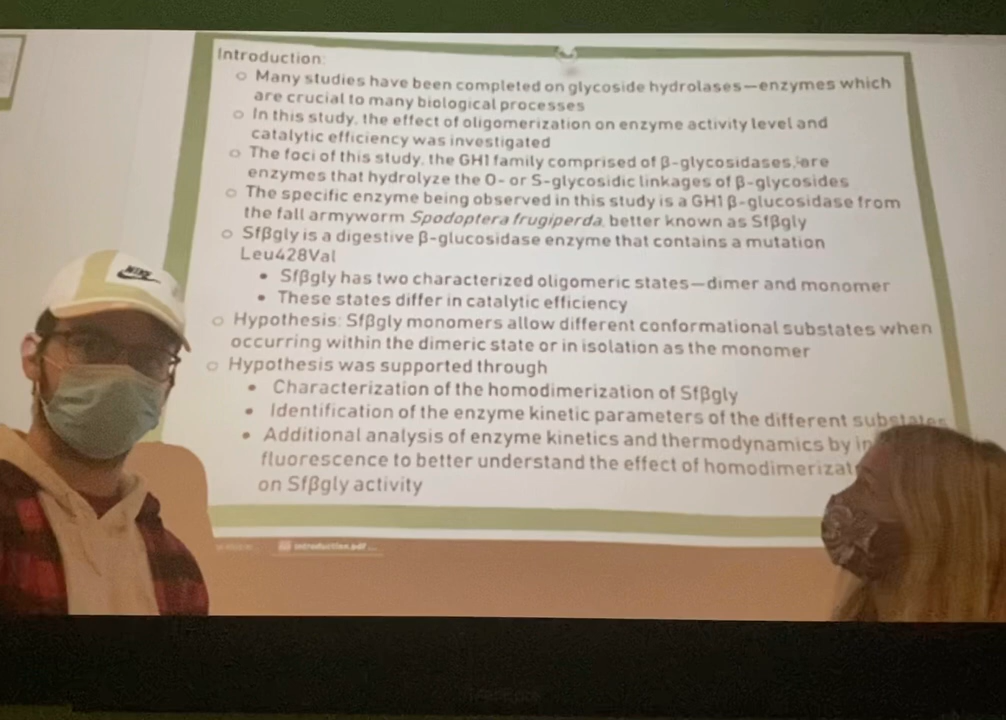 Introduction:
Many studies have been completed on glycoside hydrolases—enzymes which
are crucial to many biological processes
In this study, the effect of oligomerization on enzyme activity level and
catalytic efficiency was investigated
The foci of this study, the GH1 family comprised of β-glycosidases, are
enzymes that hydrolyze the O- or S-glycosidic linkages of β-glycosides
The specific enzyme being observed in this study is a GH1 β-glucosidase from
the fall armyworm Spodoptera frugiperda, better known as Sfβgly
Sfβgly is a digestive β-glucosidase enzyme that contains a mutation
Leu428Val
Sfβgly has two characterized oligomeric states—dimer and monomer
These states differ in catalytic efficiency
Hypothesis: Sfβgly monomers allow different conformational substates when
occurring within the dimeric state or in isolation as the monomer
Hypothesis was supported through
Characterization of the homodimerization of Sfβgly
Identification of the enzyme kinetic parameters of the different substates
Additional analysis of enzyme kinetics and thermodynamics by in
fluorescence to better understand the effect of homodimerizat
on Sfβgly activity
NIKE
Introduction.pdf